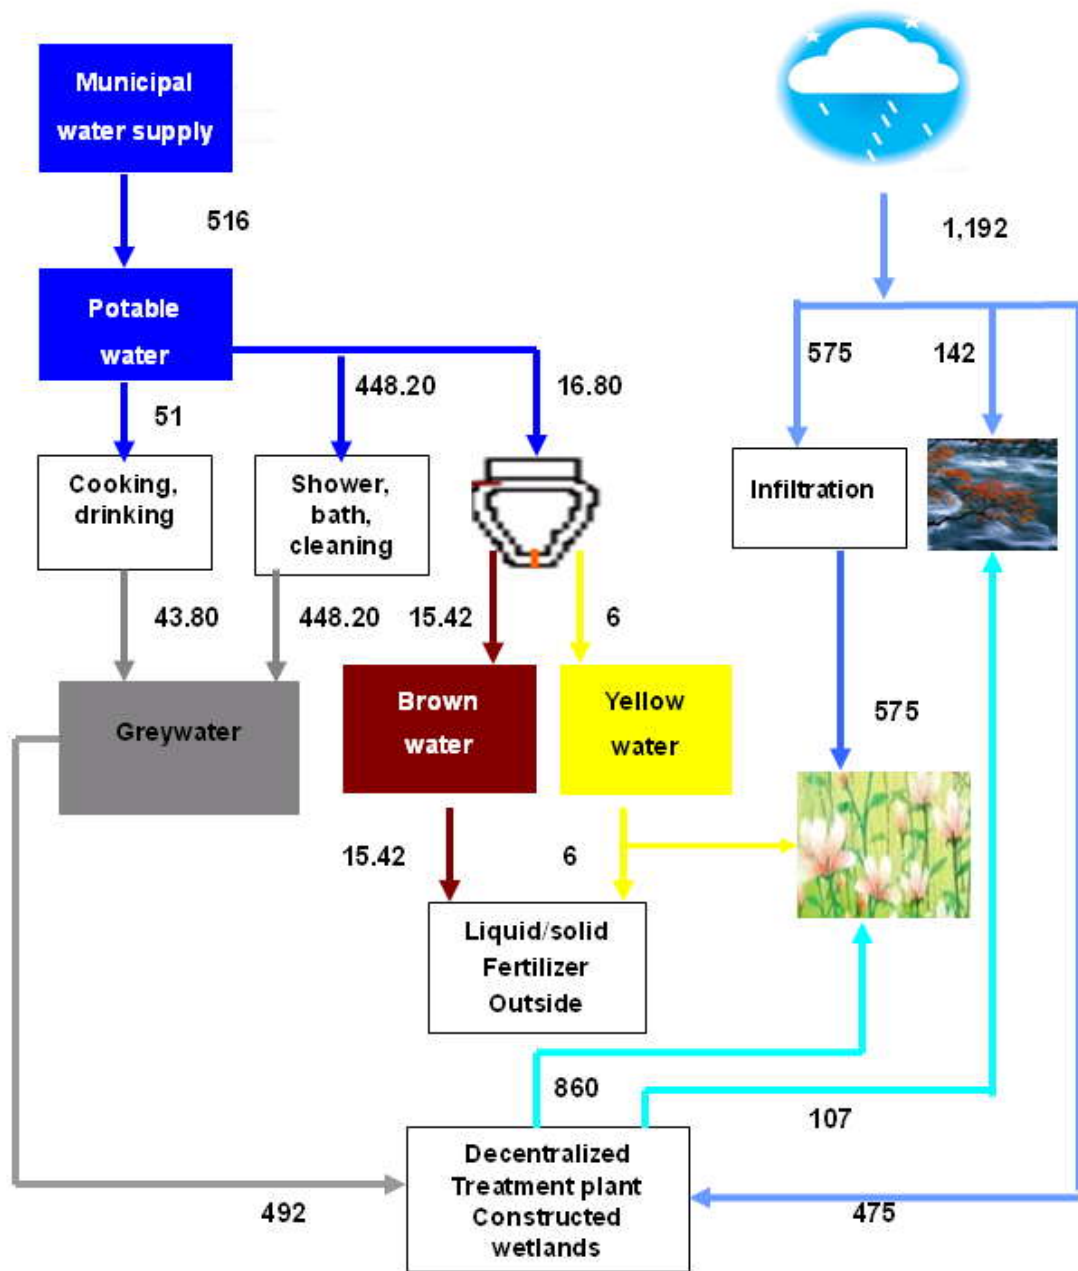 Municipal
water supply
516
1,192
Potable
water
575
142
448.20
16.80
51
Cooking,
drinking
Shower,
bath,
cleaning
Infiltration
43.80
448.20
15.42
6
Greywater
Brown
water
Yellow
water
575
15.42
6
Liquid/solid
Fertilizer
Outside
860
107
Decentralized
Treatment plant
Constructed
wetlands
492
475